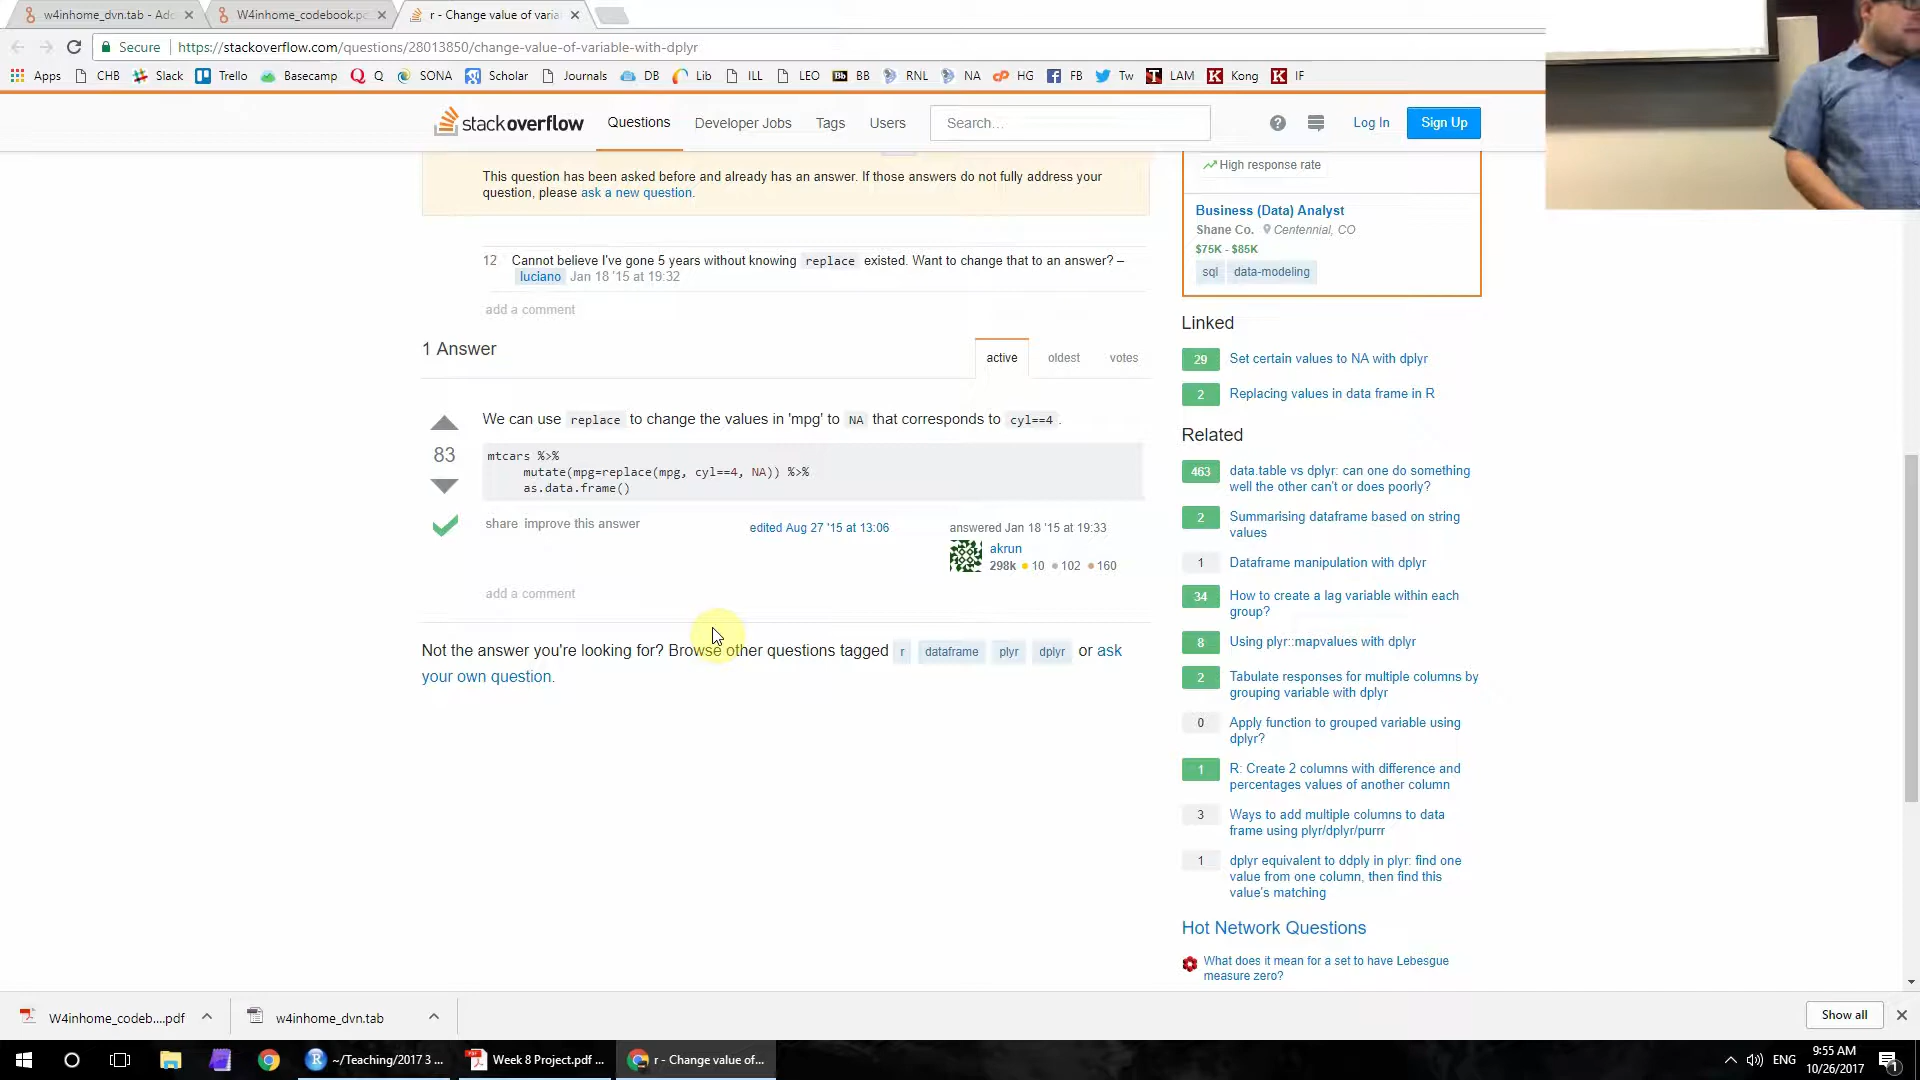 w4inhome_dvn.tab - Ad
W4inhome_codebook.p
r - Change value of varia
Secure
https://stackoverflow.com/questions/28013850/change-value-of-variable-with-dplyr
Apps
CHB
Slack
Trello
Basecamp
Q
SONA
Scholar
Journals
DB
Lib
ILL
LEO
Bb BB
RNL
NA
HG
FB
Tw
LAM
Kong
IF
stackoverflow
Questions
Developer Jobs
Tags
Users
Search...
Log In
Sign Up
This question has been asked before and already has an answer. If those answers do not fully address your
question, please ask a new question.
12 Cannot believe I've gone 5 years without knowing replace existed. Want to change that to an answer? –
luciano Jan 18 '15 at 19:32
add a comment
1 Answer
active
oldest
votes
We can use replace to change the values in 'mpg' to NA that corresponds to cyl==4 .
83
mtcars %>%
mutate(mpg=replace(mpg, cyl==4, NA)) %>%
as.data.frame()
share improve this answer
edited Aug 27 '15 at 13:06
answered Jan 18 '15 at 19:33
akrun
298k 10 102 160
add a comment
Not the answer you're looking for? Browse other questions tagged r dataframe plyr dplyr or ask
your own question.
High response rate
Business (Data) Analyst
Shane Co. Centennial, CO
$75K - $85K
sql data-modeling
Linked
29 Set certain values to NA with dplyr
2 Replacing values in data frame in R
Related
463 data.table vs dplyr: can one do something
well the other can't or does poorly?
2 Summarising dataframe based on string
values
1 Dataframe manipulation with dplyr
34 How to create a lag variable within each
group?
8 Using plyr::mapvalues with dplyr
2 Tabulate responses for multiple columns by
grouping variable with dplyr
0 Apply function to grouped variable using
dplyr?
1 R: Create 2 columns with difference and
percentages values of another column
3 Ways to add multiple columns to data
frame using plyr/dplyr/purrr
1 dplyr equivalent to ddply in plyr: find one
value from one column, then find this
value's matching
Hot Network Questions
What does it mean for a set to have Lebesgue
measure zero?
W4inhome_codeb....pdf
w4inhome_dvn.tab
Show all
~/Teaching/2017 3 ...
Week 8 Project.pdf ...
r - Change value of...
ENG
9:55 AM
10/26/2017
1